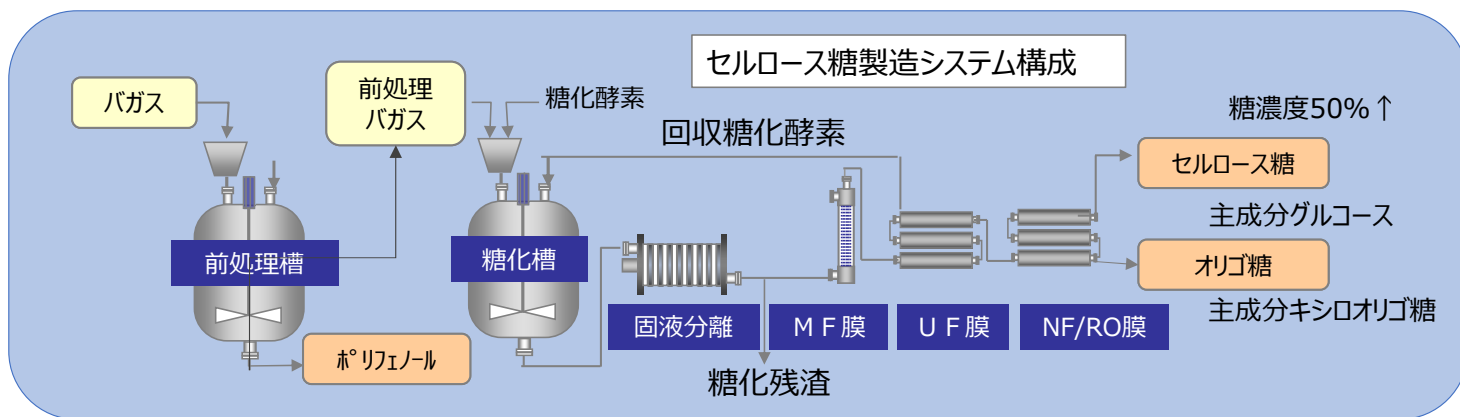 セルロース糖製造システム構成
バガス
前処理
バガス
糖化酵素
回収糖化酵素
糖濃度50%↑
セルロース糖
主成分グルコース
前処理槽
糖化槽
オリゴ糖
主成分キシロオリゴ糖
固液分離
ＭＦ膜
ＵＦ膜
NF/RO膜
ﾎﾟﾘﾌｪﾉｰﾙ
糖化残渣